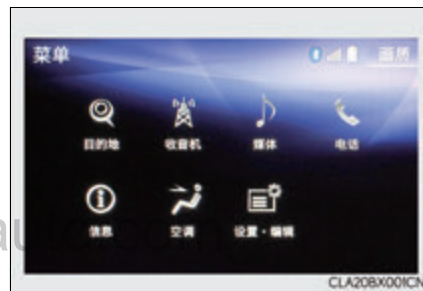 菜单 画质
目的地 收音机 媒体 电话
信息 空调 设置·编辑
CLA20BX001CN